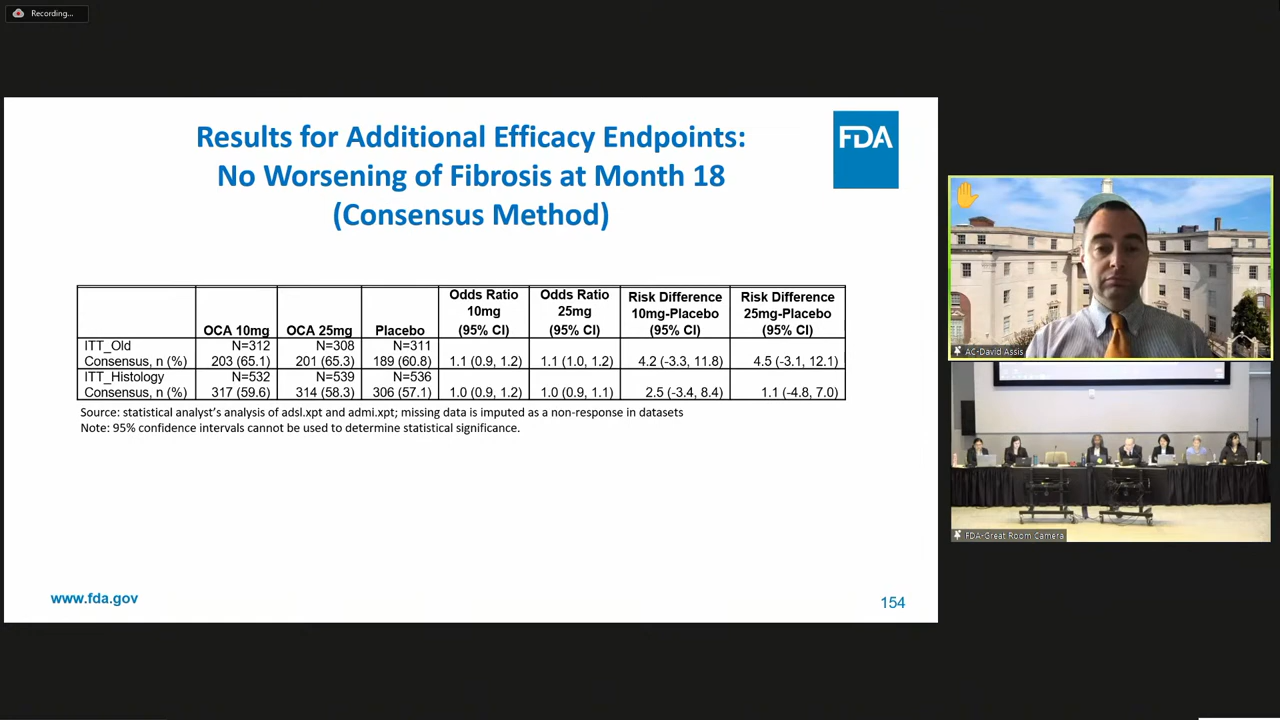 Recording...
Results for Additional Efficacy Endpoints:
No Worsening of Fibrosis at Month 18
(Consensus Method)
FDA
OCA 10mg OCA 25mg Placebo Odds Ratio 10mg (95% CI) Odds Ratio 25mg (95% CI) Risk Difference 10mg-Placebo (95% CI) Risk Difference 25mg-Placebo (95% CI)
ITT_Old N=312 N=308 N=311
Consensus, n (%) 203 (65.1) 201 (65.3) 189 (60.8) 1.1 (0.9, 1.2) 1.1 (1.0, 1.2) 4.2 (-3.3, 11.8) 4.5 (-3.1, 12.1)
ITT_Histology N=532 N=539 N=536
Consensus, n (%) 317 (59.6) 314 (58.3) 306 (57.1) 1.0 (0.9, 1.2) 1.0 (0.9, 1.1) 2.5 (-3.4, 8.4) 1.1 (-4.8, 7.0)
Source: statistical analyst's analysis of adsl.xpt and admi.xpt; missing data is imputed as a non-response in datasets
Note: 95% confidence intervals cannot be used to determine statistical significance.
www.fda.gov
154
AC-David Assis
FDA-Great Room Camera